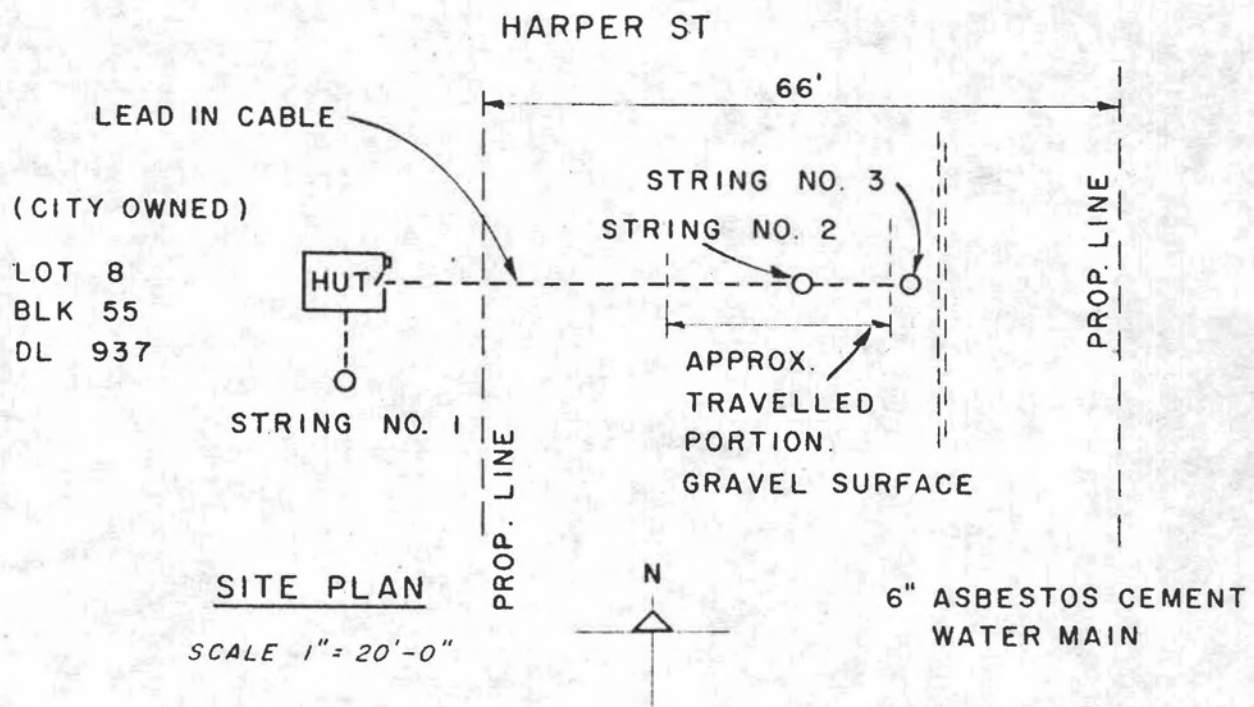 HARPER ST
66'
LEAD IN CABLE
(CITY OWNED)
LOT 8
BLK 55
DL 937
HUT
STRING NO. 1
STRING NO. 3
STRING NO. 2
APPROX.
TRAVELLED
PORTION.
GRAVEL SURFACE
PROP. LINE
PROP. LINE
SITE PLAN
SCALE 1" = 20'-0"
N
6" ASBESTOS CEMENT
WATER MAIN